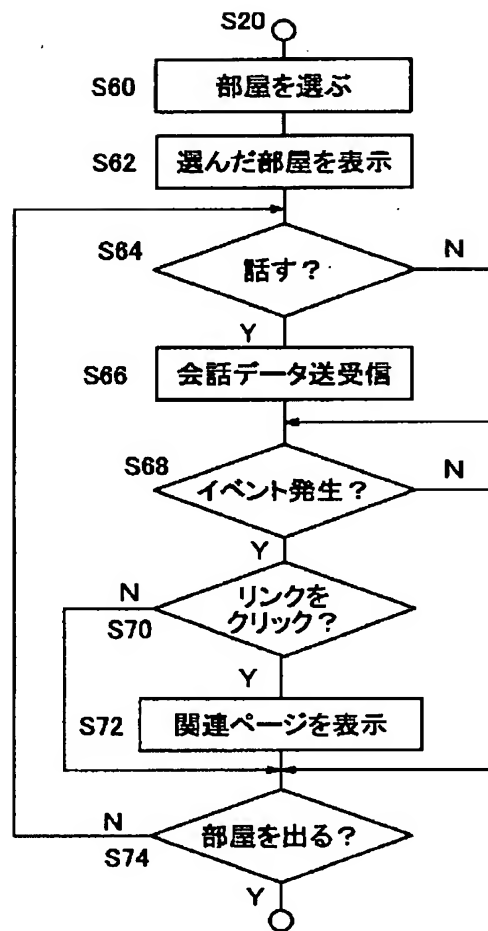 S20
S60
部屋を選ぶ
S62
選んだ部屋を表示
S64
話す？
N
Y
S66
会話データ送受信
S68
イベント発生？
N
Y
N
リンクを
クリック？
S70
Y
S72
関連ページを表示
N
部屋を出る？
S74
Y